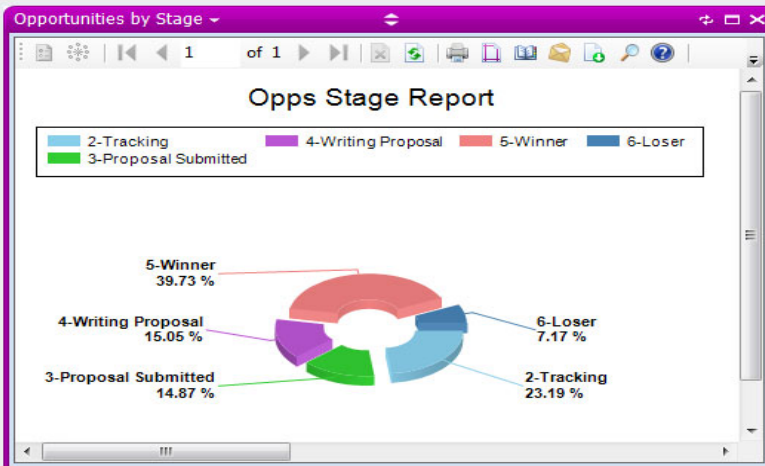 Opportunities by Stage
1 of 1
Opps Stage Report
2-Tracking 4-Writing Proposal 5-Winner 6-Loser
3-Proposal Submitted
5-Winner
39.73 %
4-Writing Proposal
15.05 %
6-Loser
7.17 %
3-Proposal Submitted
14.87 %
2-Tracking
23.19 %